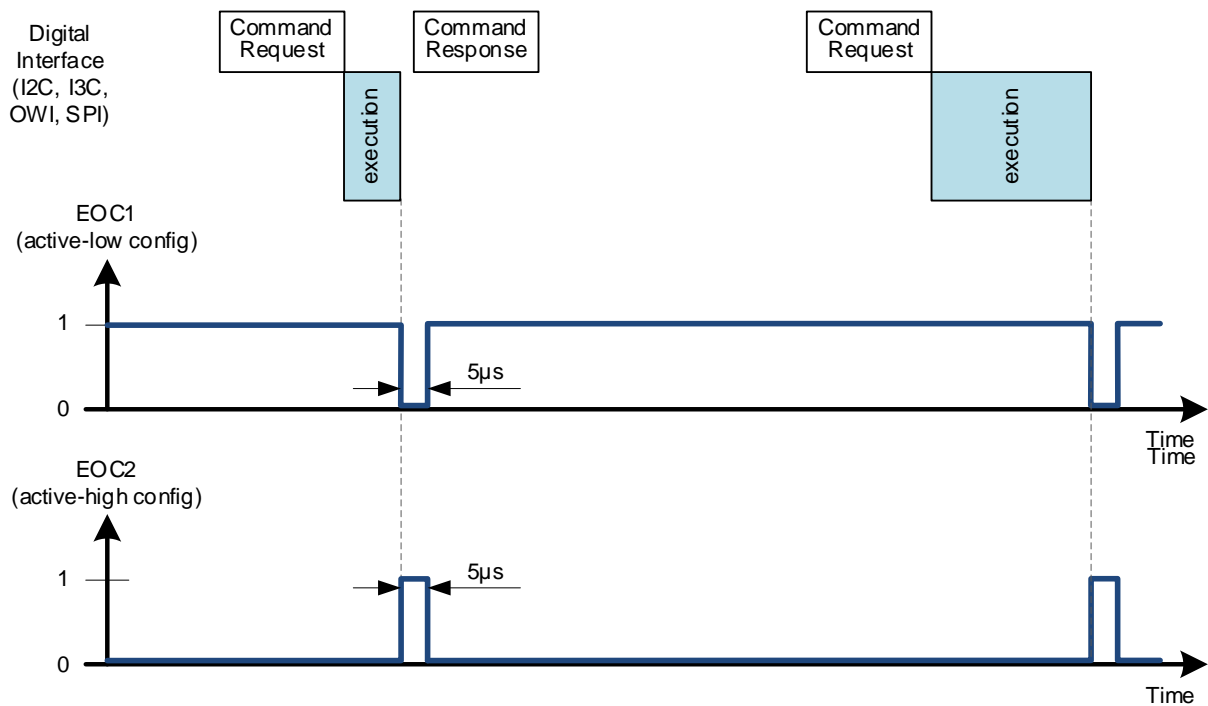 Digital
Interface
(I2C, I3C,
OWI, SPI)
Command
Request
Command
Response
Command
Request
execution
execution
EOC1
(active-low config)
1
5µs
0
Time
Time
EOC2
(active-high config)
1
5µs
0
Time